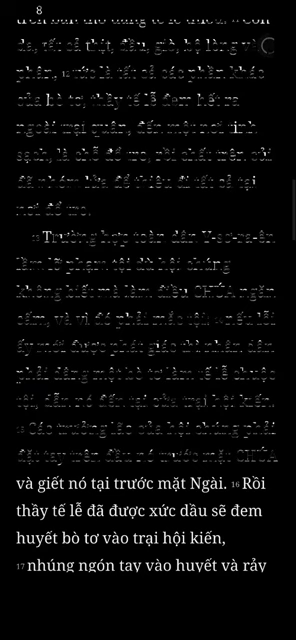 8
da, tất cả thịt, đầu, giò, bộ lòng và
phân, 12 tức là tất cả các phần khác
của bò tơ, thầy tế lễ đem hết ra
ngoài trại quân, đến một nơi tinh
sạch, là chỗ đổ tro, rồi chất trên củi
đã nhóm lửa để thiêu đi tất cả tại
nơi đổ tro.
13 Trường hợp toàn dân Y-sơ-ra-ên
lầm lỡ phạm tội dù hội chúng
không biết mà làm điều CHÚA ngăn
cấm, và vì đó phải mắc tội: 14 nếu lỗi
ấy mới được phát giác thì nhân dân
phải dâng một bò tơ làm tế lễ chuộc
tội, dẫn nó đến tại cửa trại hội kiến.
15 Các trưởng lão của hội chúng phải
đặt tay trên đầu nó trước mặt CHÚA
và giết nó tại trước mặt Ngài. 16 Rồi
thầy tế lễ đã được xức dầu sẽ đem
huyết bò tơ vào trại hội kiến,
17 nhúng ngón tay vào huyết và rảy